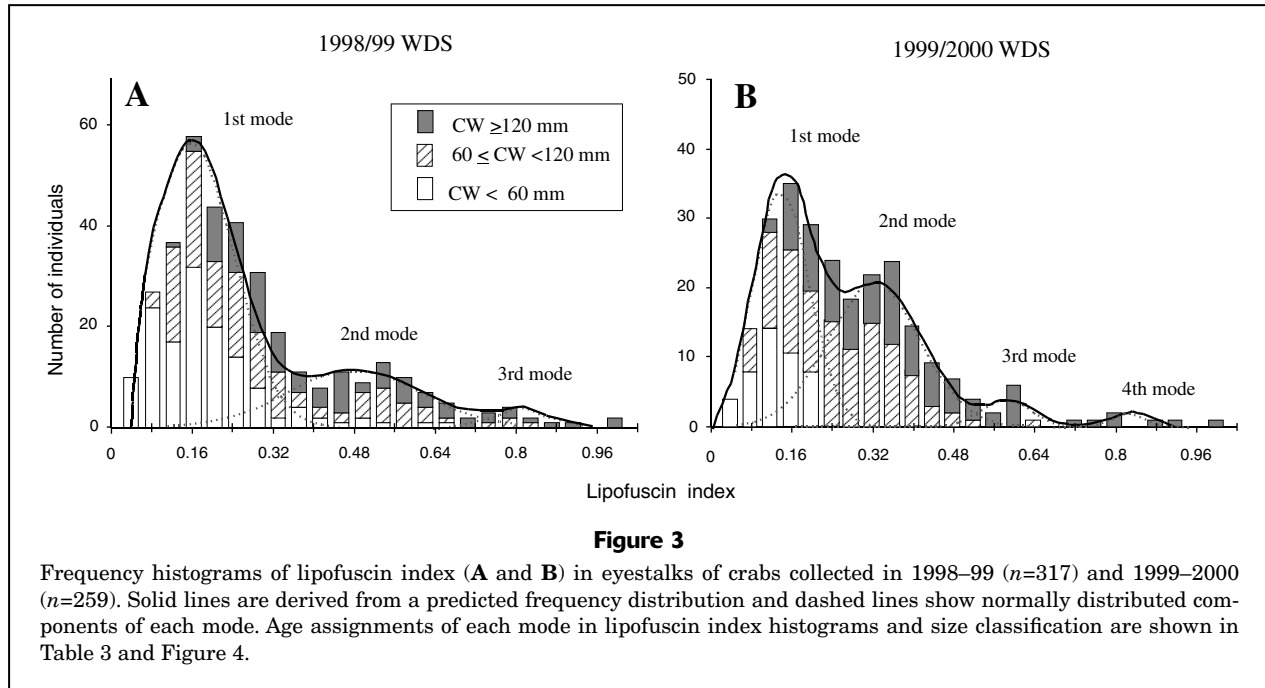 1998/99 WDS
1999/2000 WDS
A
1st mode
2nd mode
3rd mode
CW ≥120 mm
60 ≤ CW <120 mm
CW < 60 mm
60
40
20
0
Number of individuals
0
0.16
0.32
0.48
0.64
0.8
0.96
B
1st mode
2nd mode
3rd mode
4th mode
50
40
30
20
10
0
0
0.16
0.32
0.48
0.64
0.8
0.96
Lipofuscin index
Figure 3
Frequency histograms of lipofuscin index (A and B) in eyestalks of crabs collected in 1998–99 (n=317) and 1999–2000
(n=259). Solid lines are derived from a predicted frequency distribution and dashed lines show normally distributed com-
ponents of each mode. Age assignments of each mode in lipofuscin index histograms and size classification are shown in
Table 3 and Figure 4.